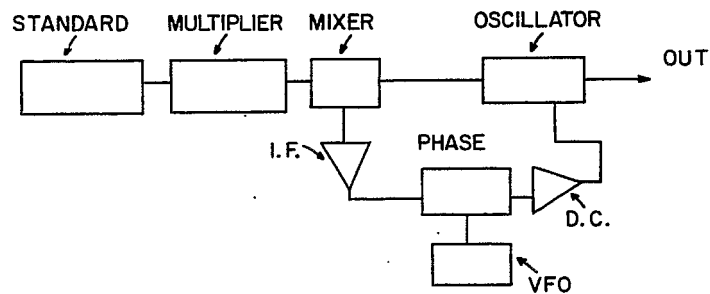 STANDARD
MULTIPLIER
MIXER
OSCILLATOR
OUT
I.F.
PHASE
D.C.
VFO